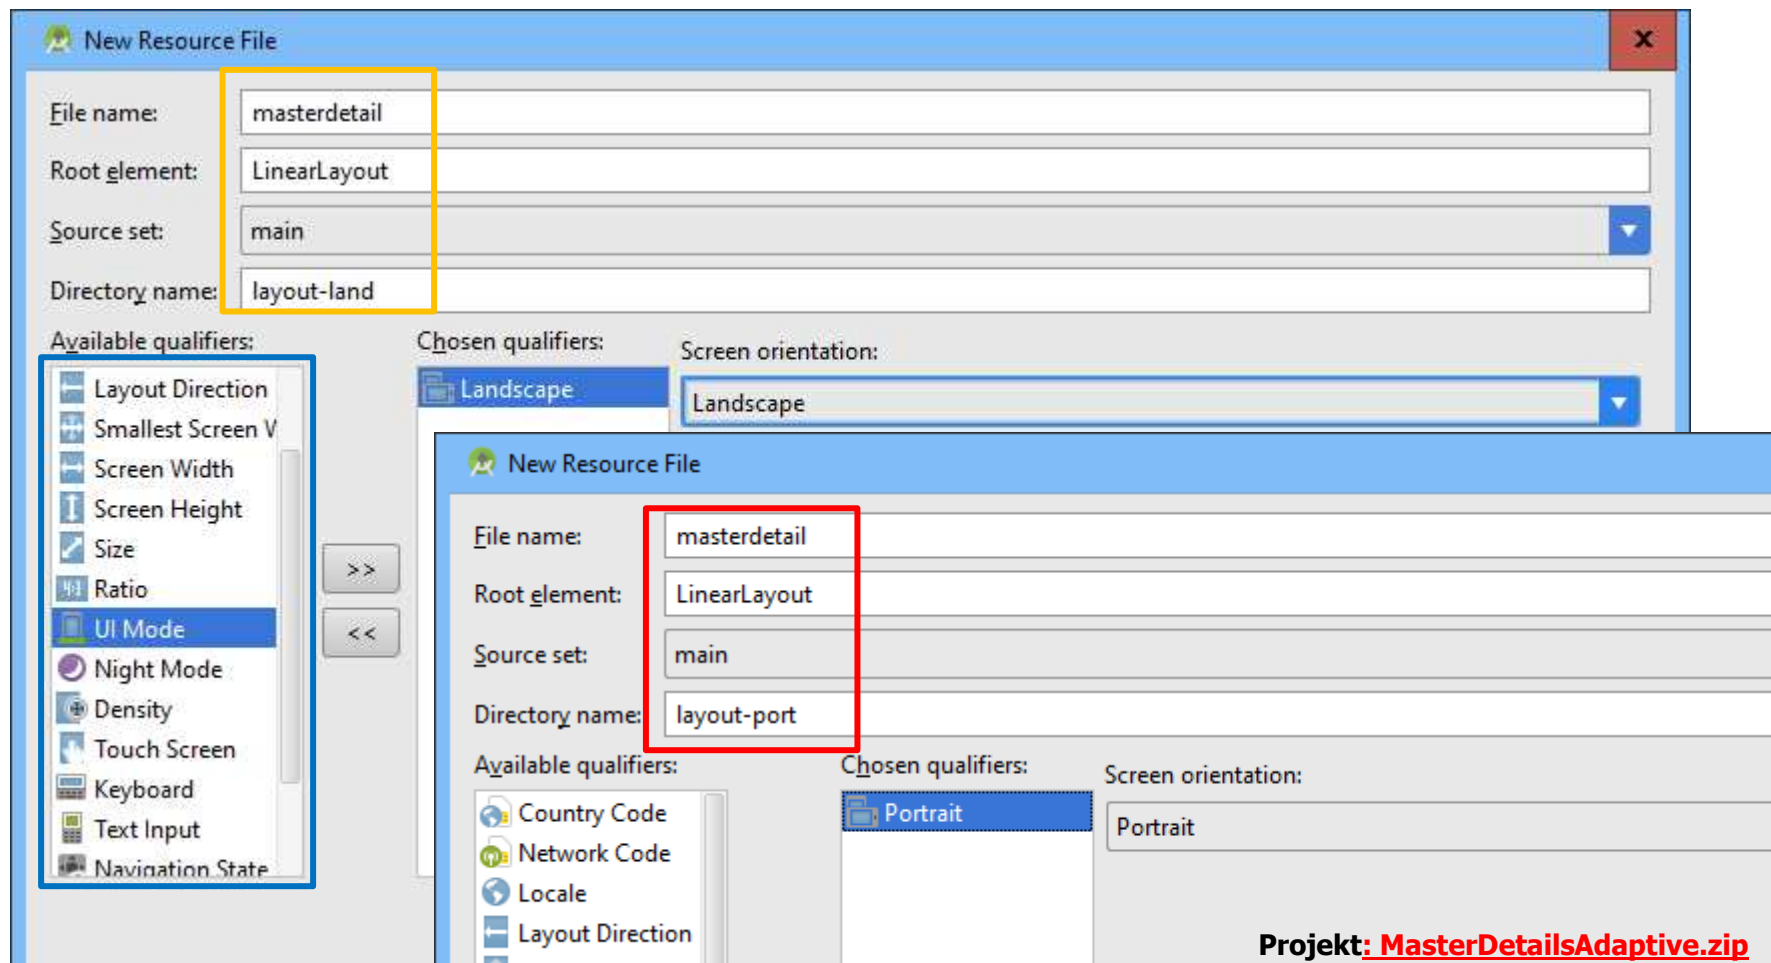 New Resource File
x
File name: masterdetail
Root element: LinearLayout
Source set: main
Directory name: layout-land
Available qualifiers:
Layout Direction
Smallest Screen
Screen Width
Screen Height
Size
Ratio
UI Mode
Night Mode
Density
Touch Screen
Keyboard
Text Input
Navigation State
>>
<<
Chosen qualifiers:
Landscape
Screen orientation:
Landscape
New Resource File
File name: masterdetail
Root element: LinearLayout
Source set: main
Directory name: layout-port
Available qualifiers:
Country Code
Network Code
Locale
Layout Direction
Chosen qualifiers:
Portrait
Screen orientation:
Portrait
Projekt: MasterDetailsAdaptive.zip